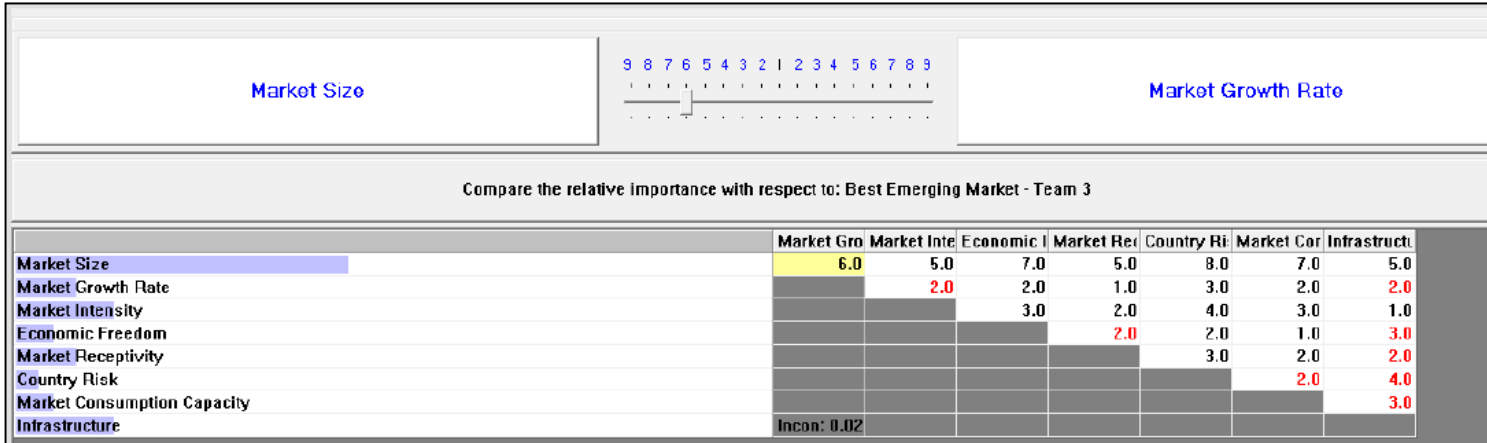 9 8 7 6 5 4 3 2 1 2 3 4 5 6 7 8 9
Market Size Market Growth Rate
Compare the relative importance with respect to: Best Emerging Market - Team 3
Market Gro Market Inte Economic Market Rec Country Ri Market Con Infrastructu
Market Size 6.0 5.0 7.0 5.0 8.0 7.0 5.0
Market Growth Rate 2.0 2.0 1.0 3.0 2.0 2.0
Market Intensity 3.0 2.0 4.0 3.0 1.0
Economic Freedom 2.0 2.0 1.0 3.0
Market Receptivity 3.0 2.0 2.0
Country Risk 2.0 4.0
Market Consumption Capacity 3.0
Infrastructure Incon: 0.02